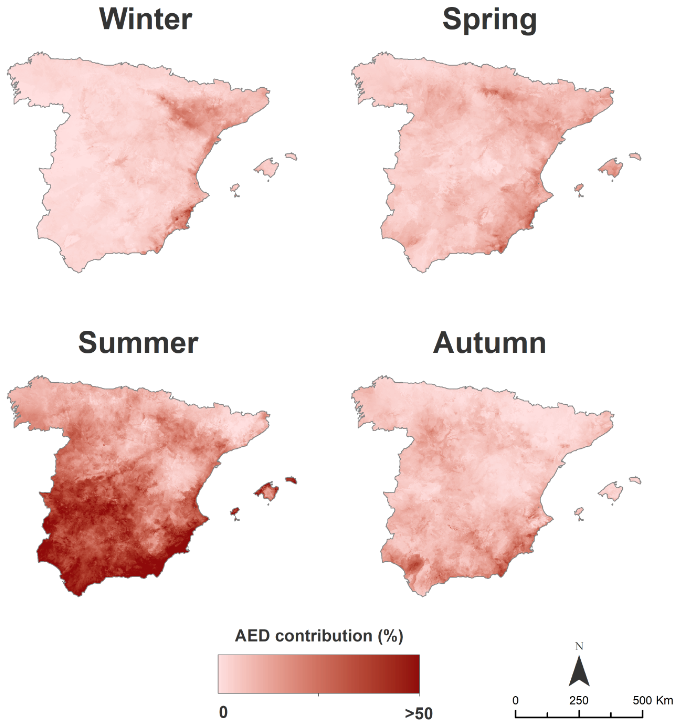 Winter
Spring
Summer
Autumn
AED contribution (%)
0
>50
N
0
250
500 Km